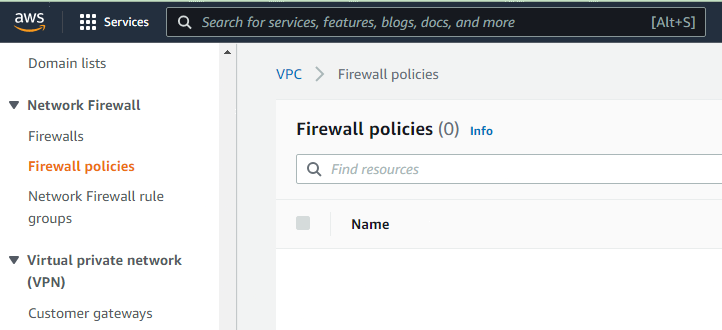 aws
Services
Search for services, features, blogs, docs, and more
[Alt+S]
Domain lists
Network Firewall
Firewalls
Firewall policies
Network Firewall rule
groups
Virtual private network
(VPN)
Customer gateways
VPC
Firewall policies
Firewall policies (0) Info
Find resources
Name